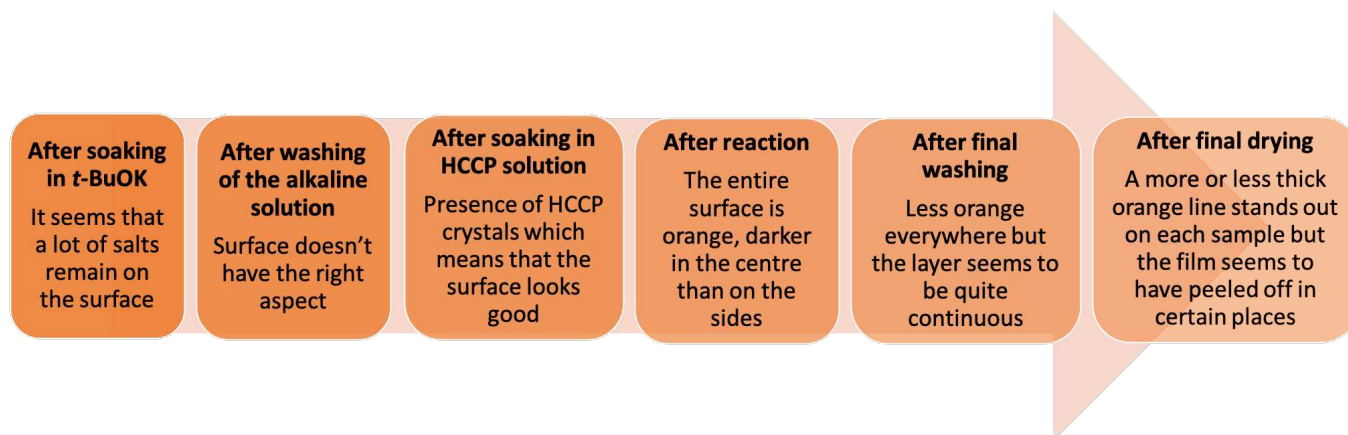 After soaking
in t-BuOK
It seems that
a lot of salts
remain on
the surface
After washing
of the alkaline
solution
Surface doesn’t
have the right
aspect
After soaking in
HCCP solution
Presence of HCCP
crystals which
means that the
surface looks
good
After reaction
The entire
surface is
orange, darker
in the centre
than on the
sides
After final
washing
Less orange
everywhere but
the layer seems to
be quite
continuous
After final drying
A more or less thick
orange line stands out
on each sample but
the film seems to
have peeled off in
certain places